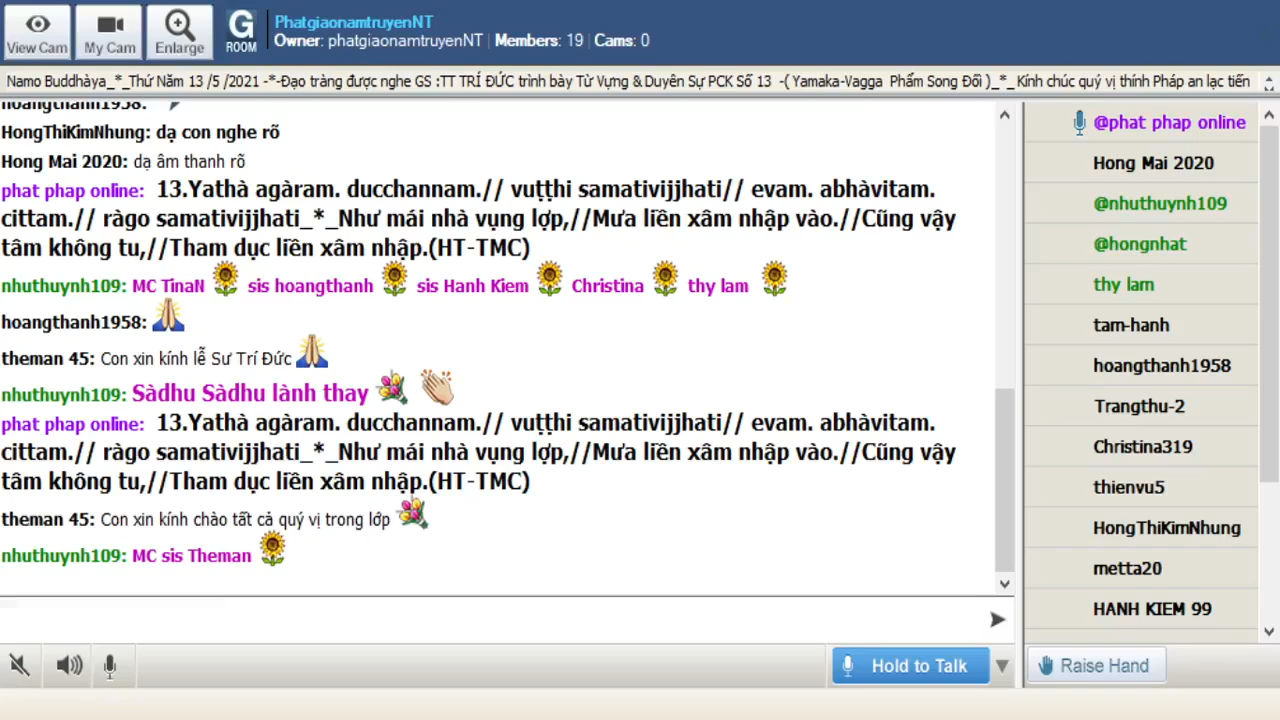 View Cam
My Cam
Enlarge
G
ROOM
PhatgiaonamtruyenNT
Owner: phatgiaonamtruyenNT | Members: 19 | Cams: 0
Namo Buddhàya_*_Thứ Năm 13 /5 /2021 -*-Đạo tràng được nghe GS :TT TRÍ ĐỨC trình bày Từ Vựng & Duyên Sự PCK Số 13 -( Yamaka-Vagga Phẩm Song Đối )_*_ Kính chúc quý vị thính Pháp an lạc tiến
hoangthanh1958:
HongThiKimNhung: dạ con nghe rõ
Hong Mai 2020: dạ âm thanh rõ
phat phap online: 13.Yathà agàram. ducchannam.// vuṭṭhi samativijjhati// evam. abhàvitam.
cittam.// ràgo samativijjhati_*_Như mái nhà vụng lợp,//Mưa liền xâm nhập vào.//Cũng vậy
tâm không tu,//Tham dục liền xâm nhập.(HT-TMC)
nhuthuynh109: MC TinaN sis hoangthanh sis Hanh Kiem Christina thy lam
hoangthanh1958:
theman 45: Con xin kính lễ Sư Trí Đức
nhuthuynh109: Sàdhu Sàdhu lành thay
phat phap online: 13.Yathà agàram. ducchannam.// vuṭṭhi samativijjhati// evam. abhàvitam.
cittam.// ràgo samativijjhati_*_Như mái nhà vụng lợp,//Mưa liền xâm nhập vào.//Cũng vậy
tâm không tu,//Tham dục liền xâm nhập.(HT-TMC)
theman 45: Con xin kính chào tất cả quý vị trong lớp
nhuthuynh109: MC sis Theman
@phat phap online
Hong Mai 2020
@nhuthuynh109
@hongnhat
thy lam
tam-hanh
hoangthanh1958
Trangthu-2
Christina319
thienvu5
HongThiKimNhung
metta20
HANH KIEM 99
Hold to Talk
Raise Hand